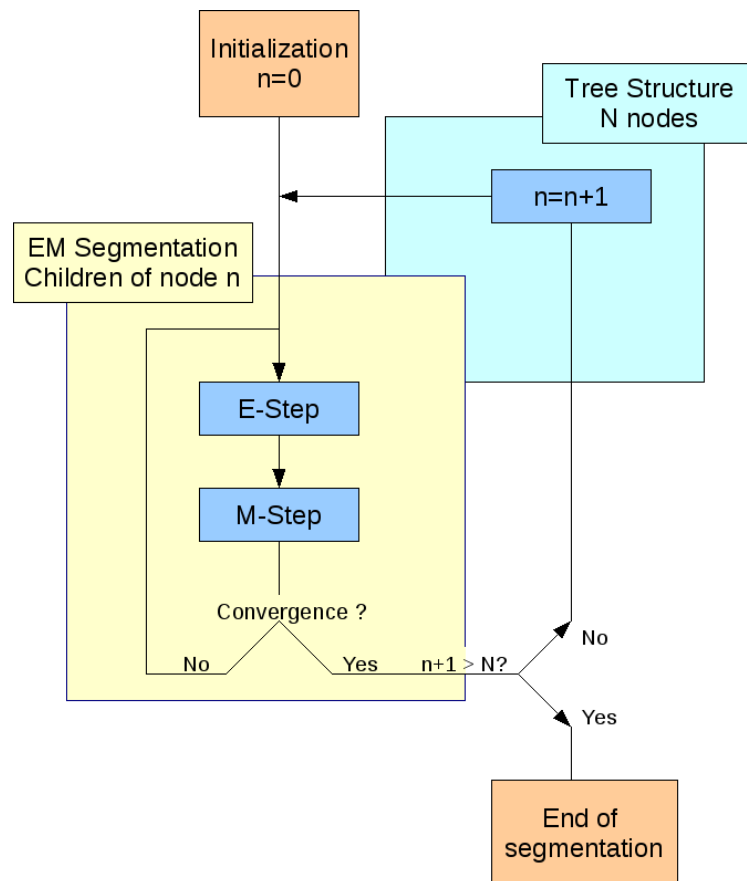 Initialization
n=0
Tree Structure
N nodes
n=n+1
EM Segmentation
Children of node n
E-Step
M-Step
Convergence ?
No
Yes
n+1 > N?
No
Yes
End of
segmentation